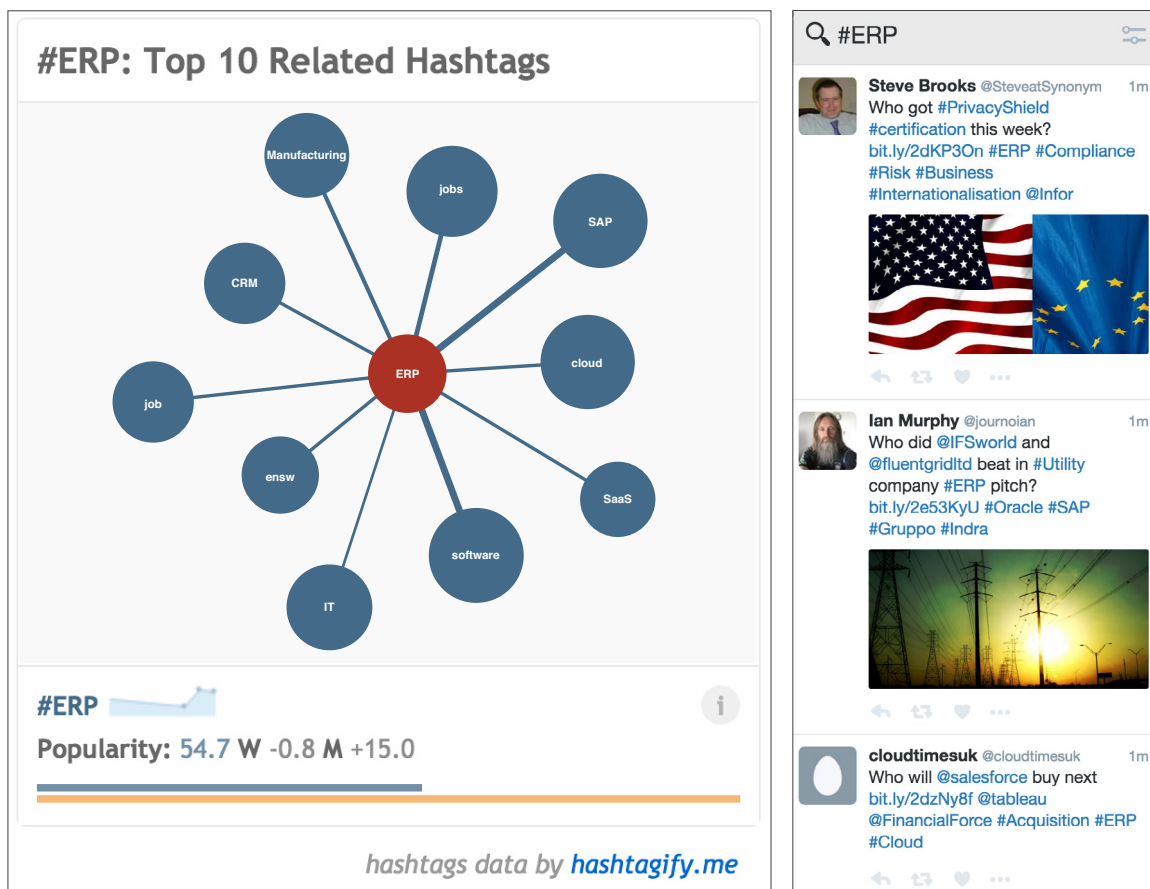 #ERP: Top 10 Related Hashtags
Manufacturing
jobs
SAP
CRM
cloud
ERP
job
ensw
SaaS
software
IT
#ERP
i
Popularity: 54.7 W -0.8 M +15.0
hashtags data by hashtagify.me
#ERP
Steve Brooks @SteveatSynonym 1m
Who got #PrivacyShield
#certification this week?
bit.ly/2dKP3On #ERP #Compliance
#Risk #Business
#Internationalisation @Infor
Ian Murphy @journoian 1m
Who did @IFSworld and
@fluentgridltd beat in #Utility
company #ERP pitch?
bit.ly/2e53KyU #Oracle #SAP
#Gruppo #Indra
cloudtimesuk @cloudtimesuk 1m
Who will @salesforce buy next
bit.ly/2dzNy8f @tableau
@FinancialForce #Acquisition #ERP
#Cloud